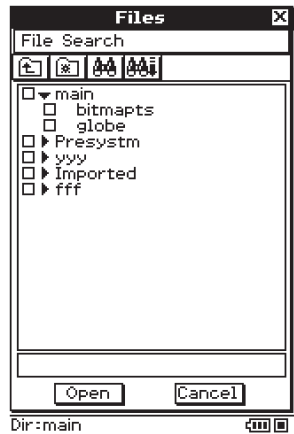 Files
File Search
main
bitmapts
globe
Presystm
yyy
Imported
fff
Open Cancel
Dir:main